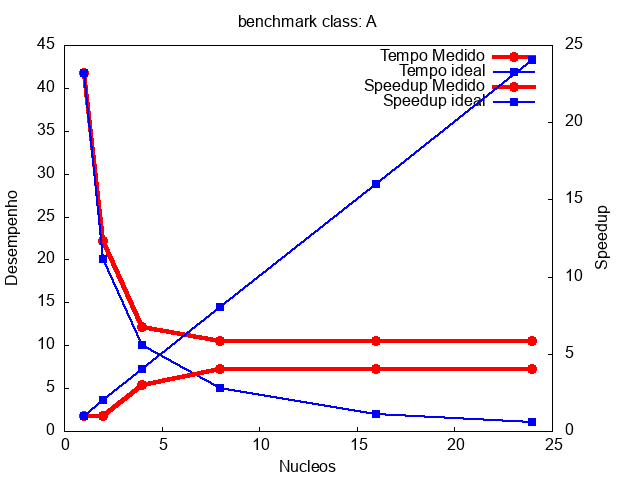 benchmark class: A
45
40
35
30
25
20
15
10
5
0
Desempenho
Tempo Medido
Tempo ideal
Speedup Medido
Speedup ideal
25
20
15
10
5
0
Speedup
0 5 10 15 20 25
Nucleos